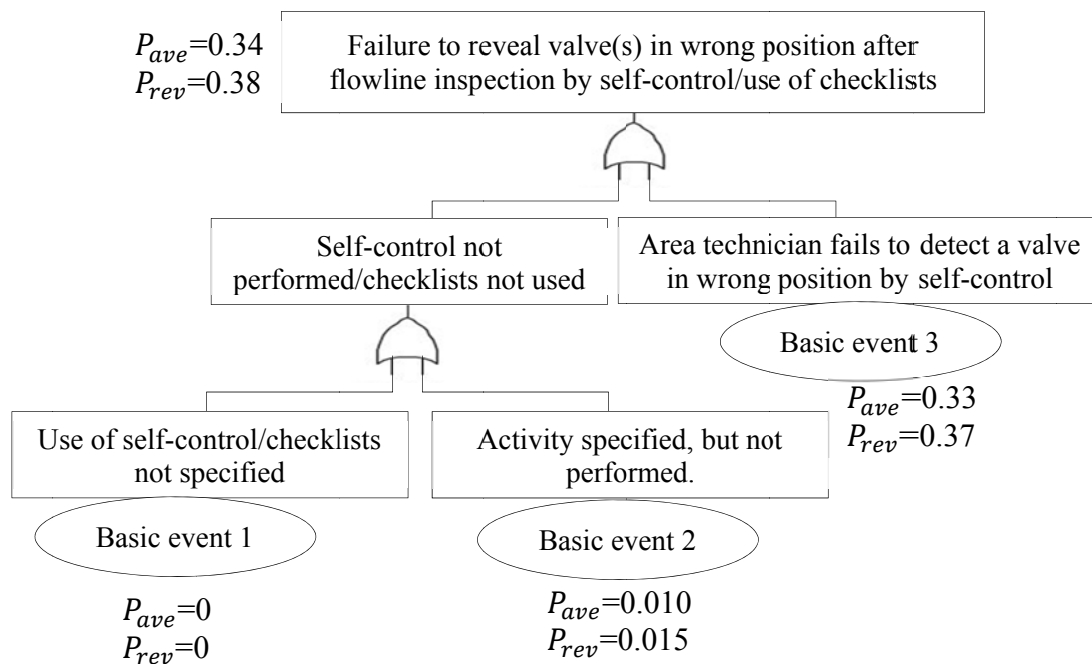 P_ave=0.34
P_rev=0.38
Failure to reveal valve(s) in wrong position after
flowline inspection by self-control/use of checklists
Self-control not
performed/checklists not used
Area technician fails to detect a valve
in wrong position by self-control
Basic event 3
P_ave=0.33
P_rev=0.37
Use of self-control/checklists
not specified
Activity specified, but not
performed.
Basic event 1
Basic event 2
P_ave=0
P_rev=0
P_ave=0.010
P_rev=0.015